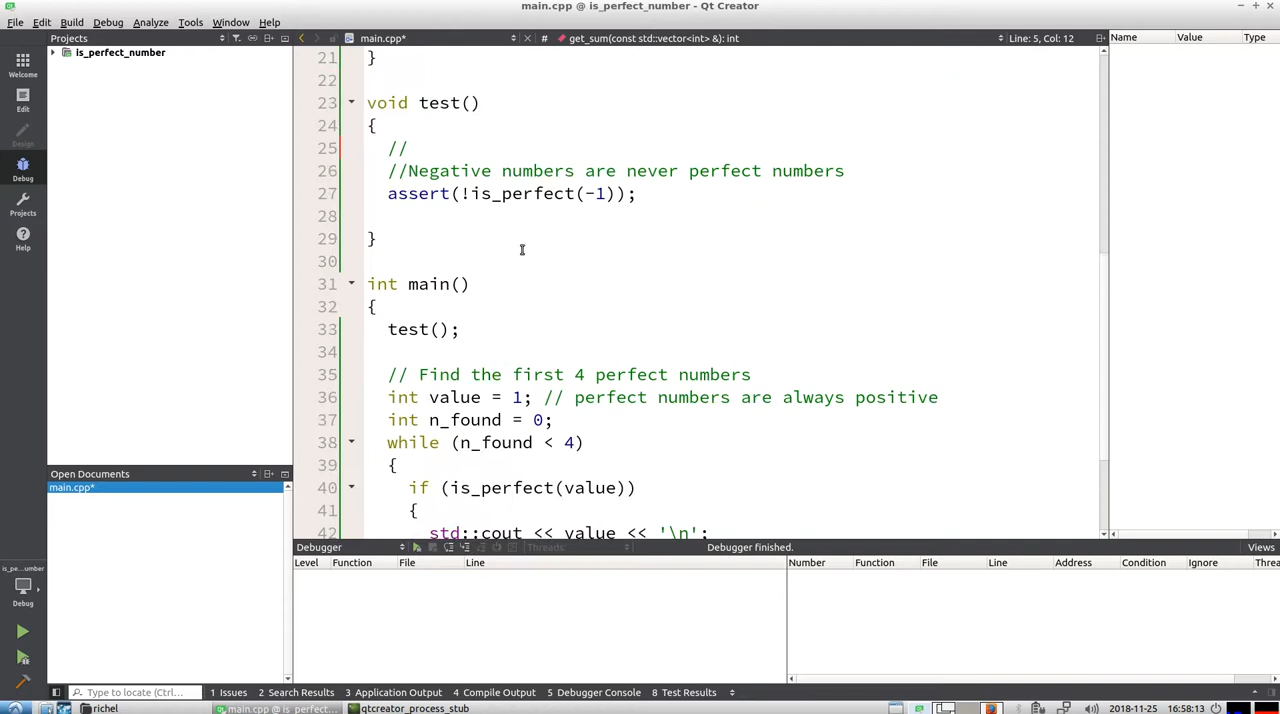 main.cpp @ is_perfect_number - Qt Creator
File Edit Build Debug Analyze Tools Window Help
Projects main.cpp* # get_sum(const std::vector<int> &): int Line: 5, Col: 12 Name Value Type
is_perfect_number
Welcome
Edit
Design
Debug
Projects
Help
21 }
22
23 void test()
24 {
25 //
26 //Negative numbers are never perfect numbers
27 assert(!is_perfect(-1));
28
29 }
30
31 int main()
32 {
33 test();
34
35 // Find the first 4 perfect numbers
36 int value = 1; // perfect numbers are always positive
37 int n_found = 0;
38 while (n_found < 4)
39 {
40 if (is_perfect(value))
41 {
42 std::cout << value << '\n';
Open Documents
main.cpp*
is_pe...umber
Debug
Debugger Threads: Debugger finished. Views
Level Function File Line Number Function File Line Address Condition Ignore Threa
Type to locate (Ctrl... 1 Issues 2 Search Results 3 Application Output 4 Compile Output 5 Debugger Console 8 Test Results
richel main.cpp @ is_perfect... qtcreator_process_stub 2018-11-25 16:58:13